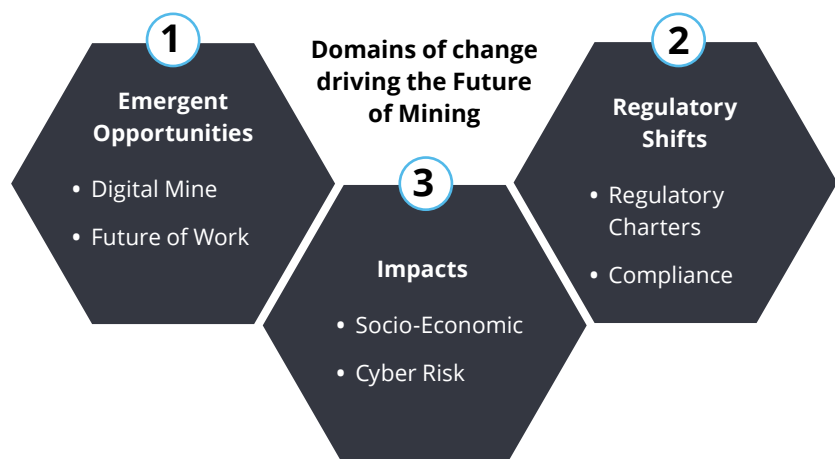 Domains of change
driving the Future
of Mining
1
Emergent
Opportunities
• Digital Mine
• Future of Work
2
Regulatory
Shifts
• Regulatory
Charters
• Compliance
3
Impacts
• Socio-Economic
• Cyber Risk